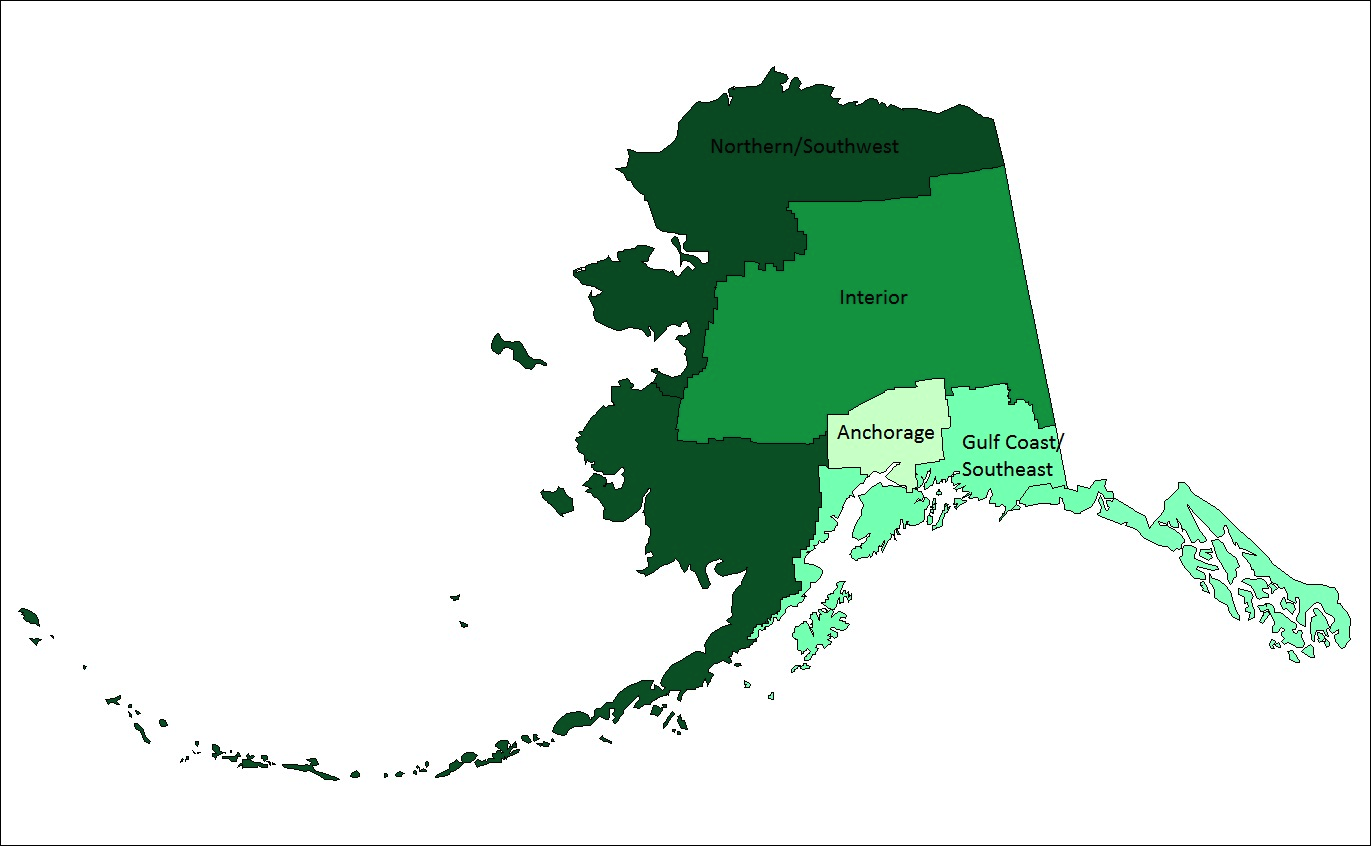 Northern/Southwest
Interior
Anchorage
Gulf Coast/
Southeast